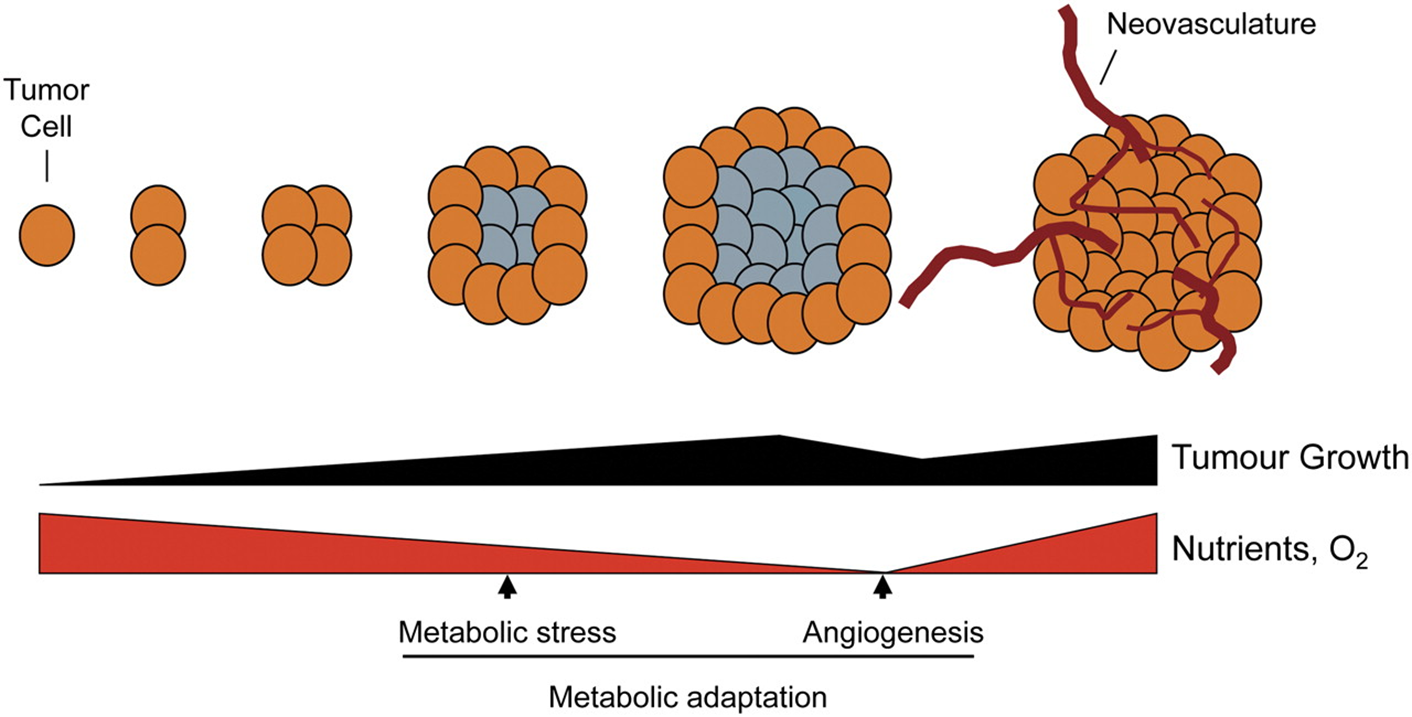 Neovasculature
Tumor
Cell
Tumour Growth
Nutrients, O₂
Metabolic stress
Angiogenesis
Metabolic adaptation